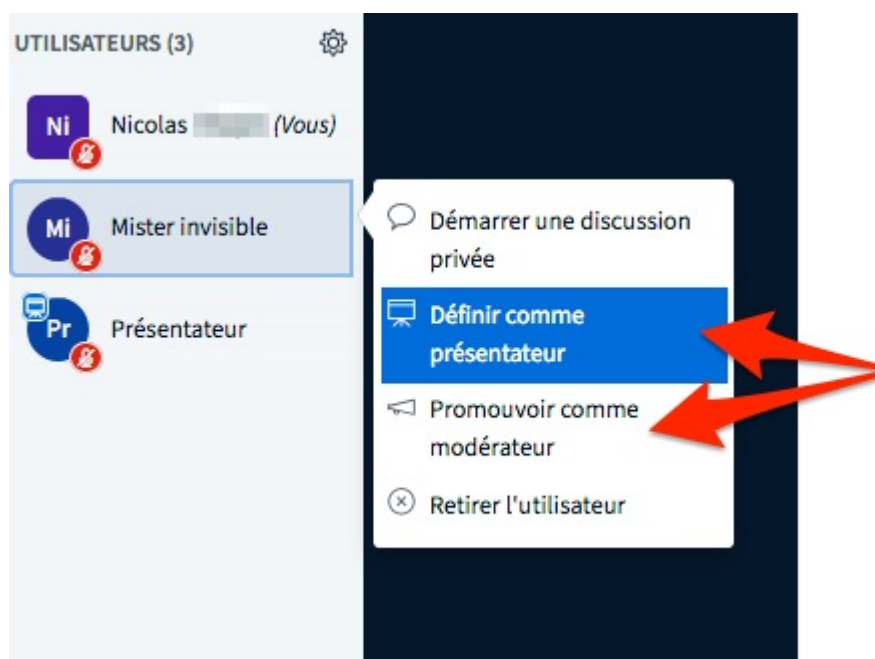 UTILISATEURS (3)
Ni
Nicolas (Vous)
Mi
Mister invisible
Pr
Présentateur
Démarrer une discussion
privée
Définir comme
présentateur
Promouvoir comme
modérateur
Retirer l'utilisateur